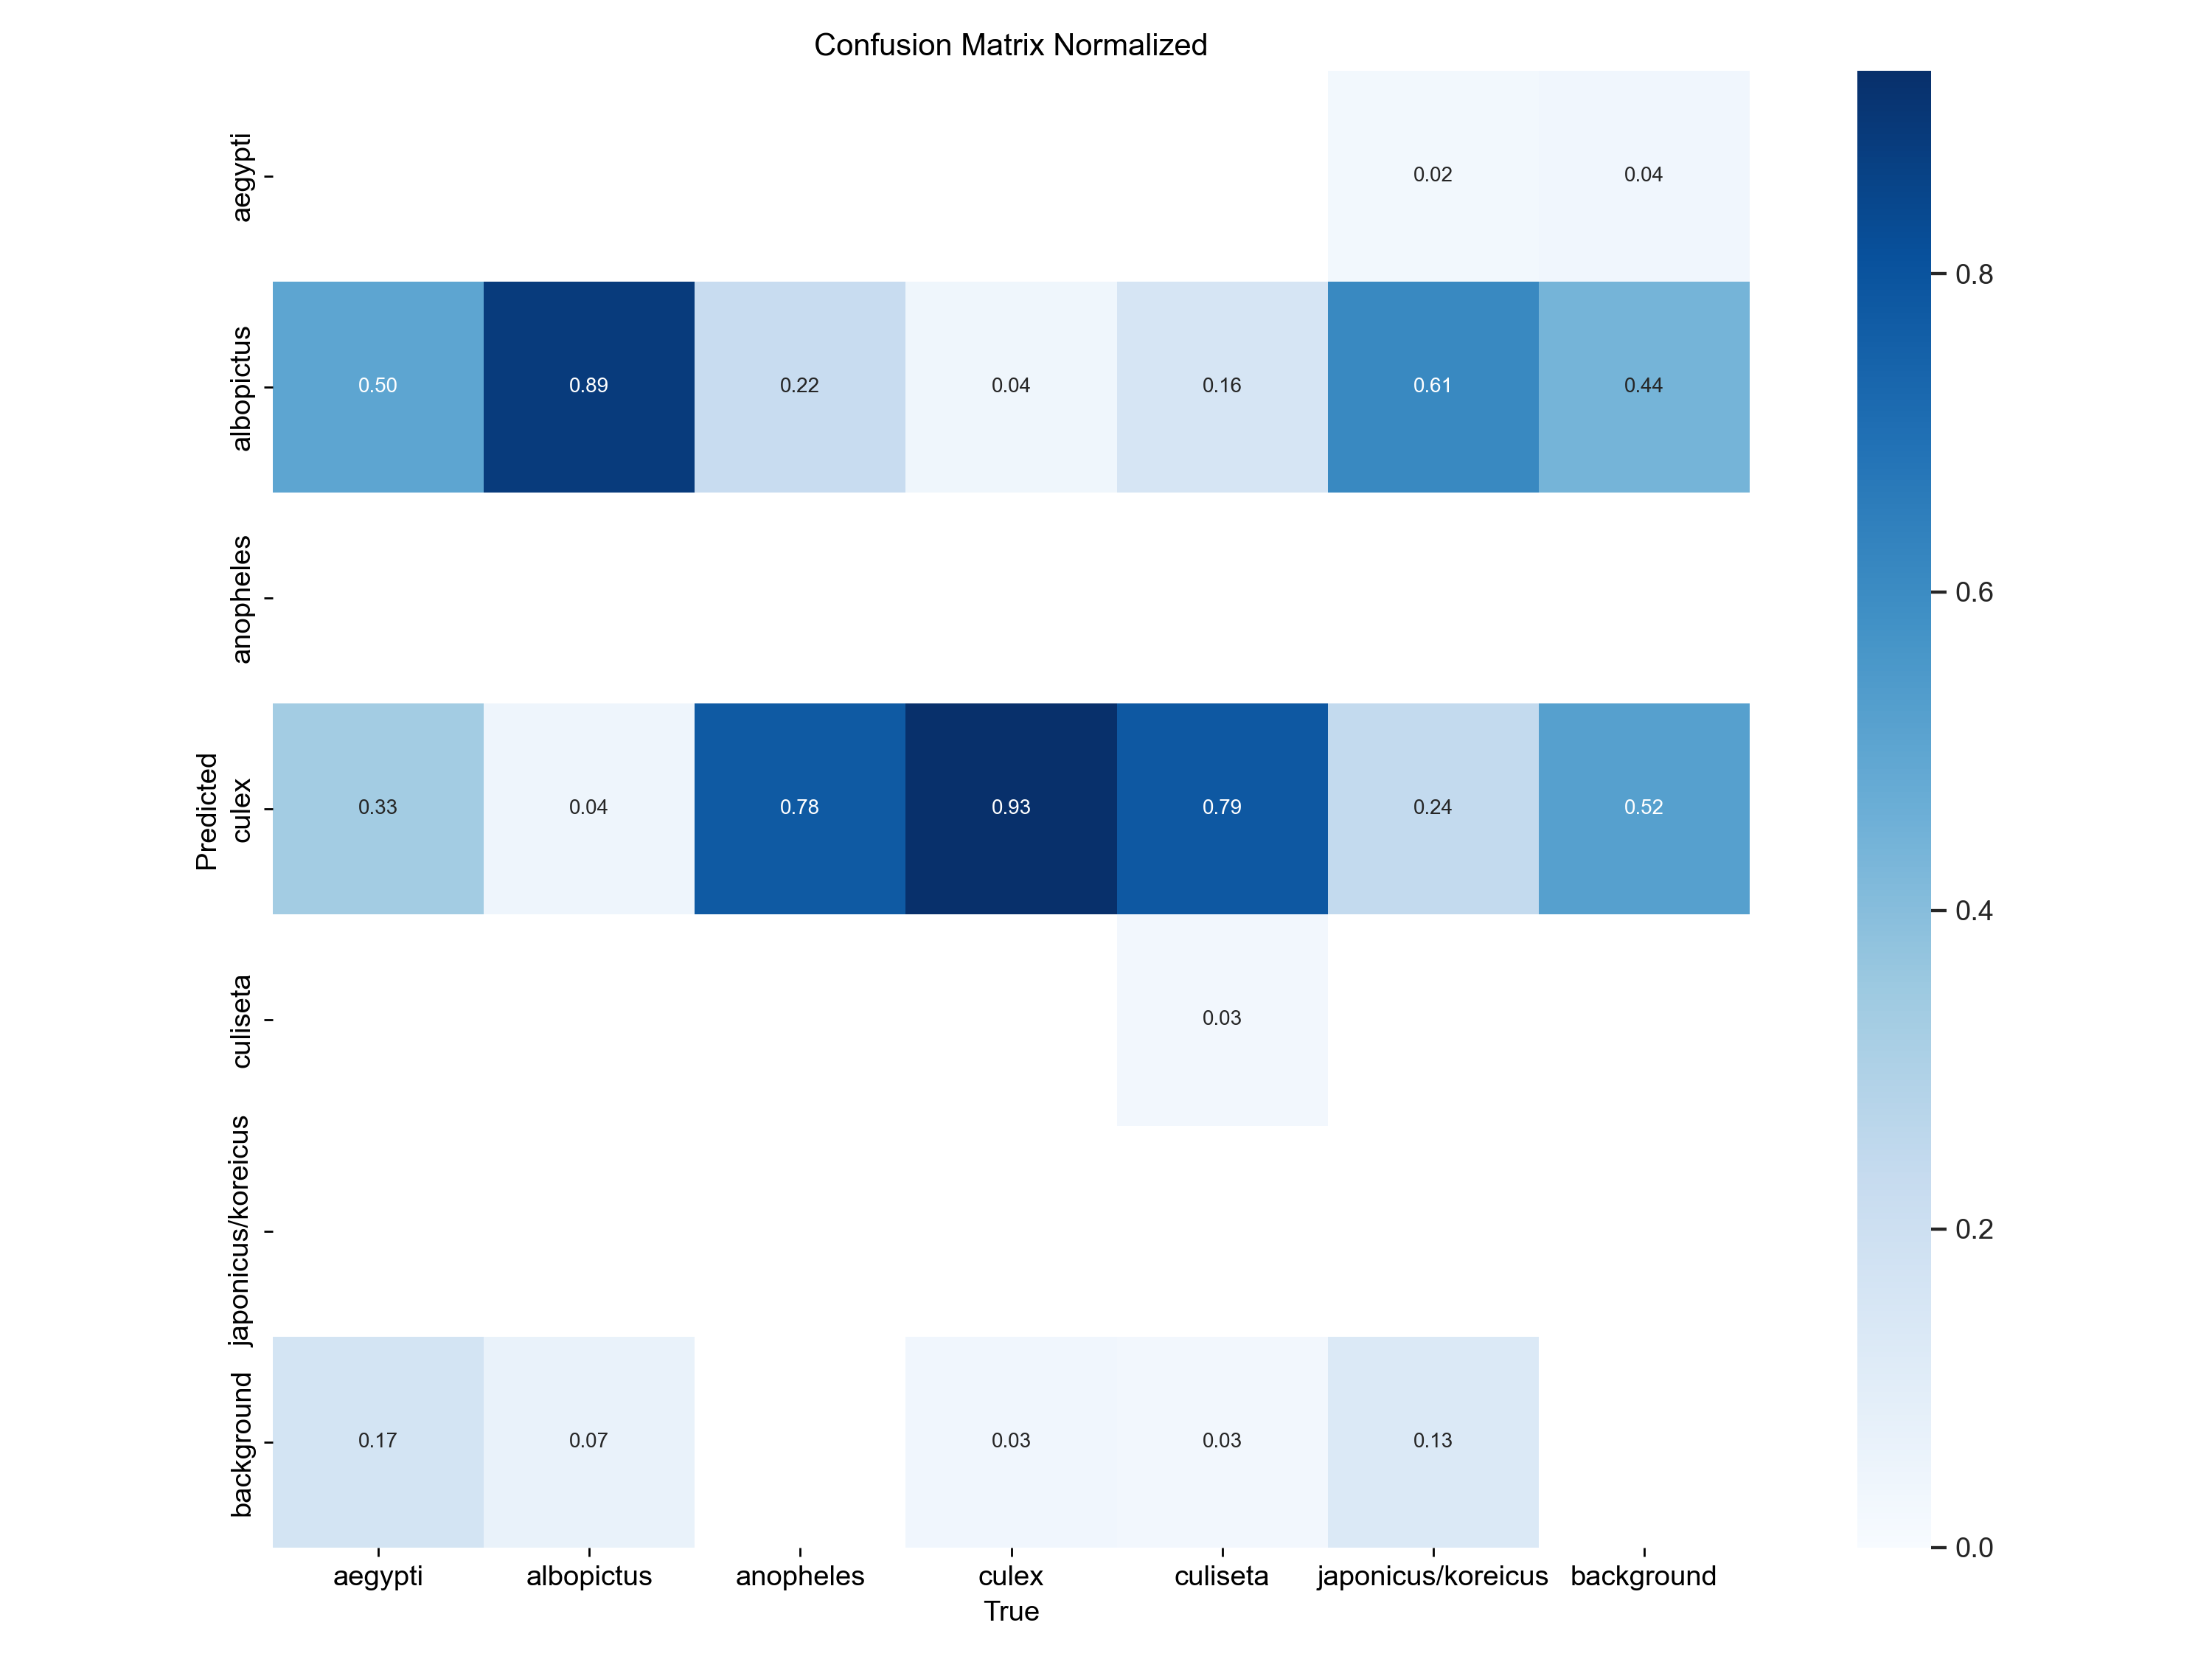 Confusion Matrix Normalized
aegypti
0.02
0.04
albopictus
0.50
0.89
0.22
0.04
0.16
0.61
0.44
anopheles
Predicted
culex
0.33
0.04
0.78
0.93
0.79
0.24
0.52
culiseta
0.03
japonicus/koreicus
background
0.17
0.07
0.03
0.03
0.13
aegypti
albopictus
anopheles
culex
culiseta
japonicus/koreicus
background
True
0.8
0.6
0.4
0.2
0.0